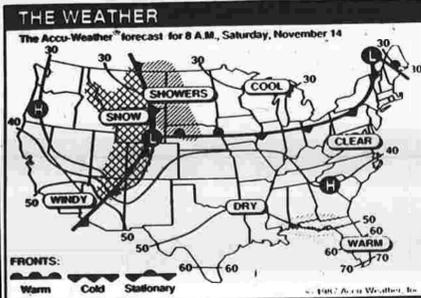 THE WEATHER
The Accu-Weather® forecast for 8 A.M., Saturday, November 14
30 30 30 30 10
L
SHOWERS COOL
H SNOW
40 L CLEAR
40
H
50 WINDY DRY
50 50 50
60 WARM
60 60 60 70 70
FRONTS:
Warm Cold Stationary
© 1987 Accu-Weather, Inc.